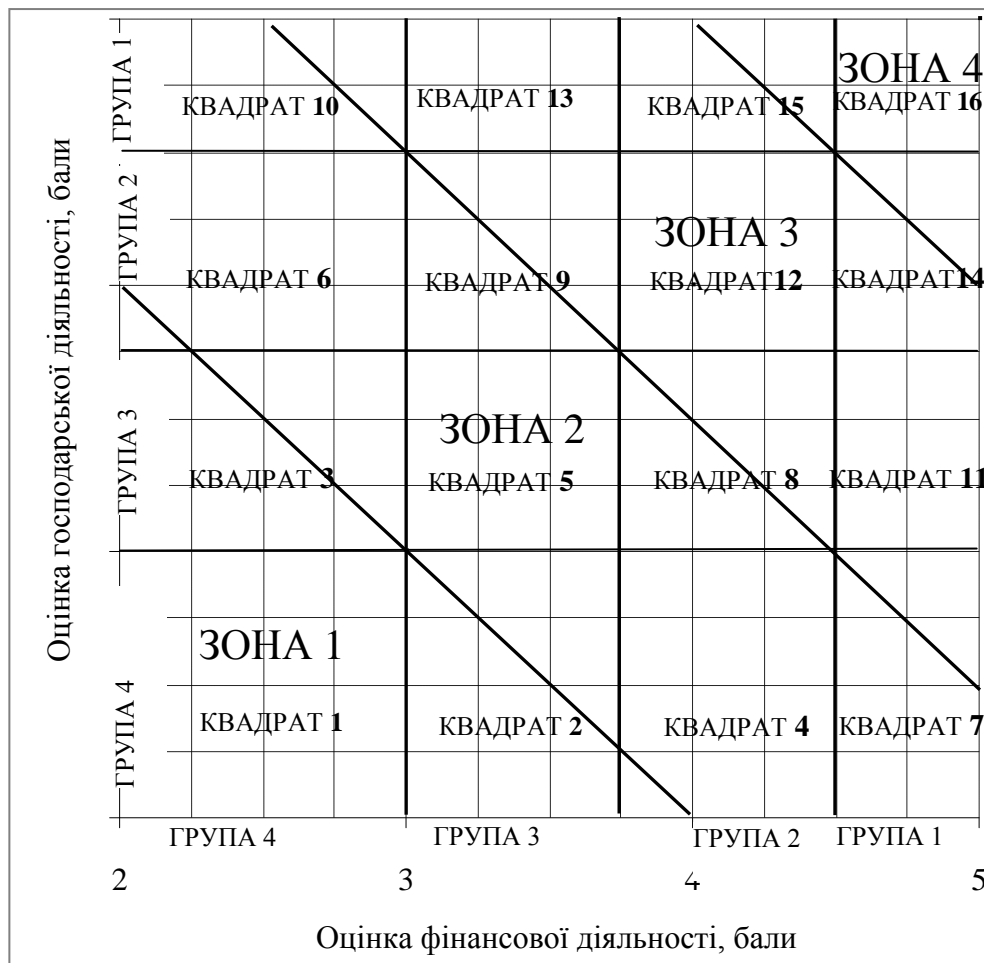 ГРУПА 1
ГРУПА 2
ГРУПА 3
ГРУПА 4
Оцінка господарської діяльності, бали
ЗОНА 4
КВАДРАТ 10
КВАДРАТ 13
КВАДРАТ 15
КВАДРАТ 16
ЗОНА 3
КВАДРАТ 6
КВАДРАТ 9
КВАДРАТ 12
КВАДРАТ 14
ЗОНА 2
КВАДРАТ 3
КВАДРАТ 5
КВАДРАТ 8
КВАДРАТ 11
ЗОНА 1
КВАДРАТ 1
КВАДРАТ 2
КВАДРАТ 4
КВАДРАТ 7
ГРУПА 4
ГРУПА 3
ГРУПА 2
ГРУПА 1
2
3
4
5
Оцінка фінансової діяльності, бали